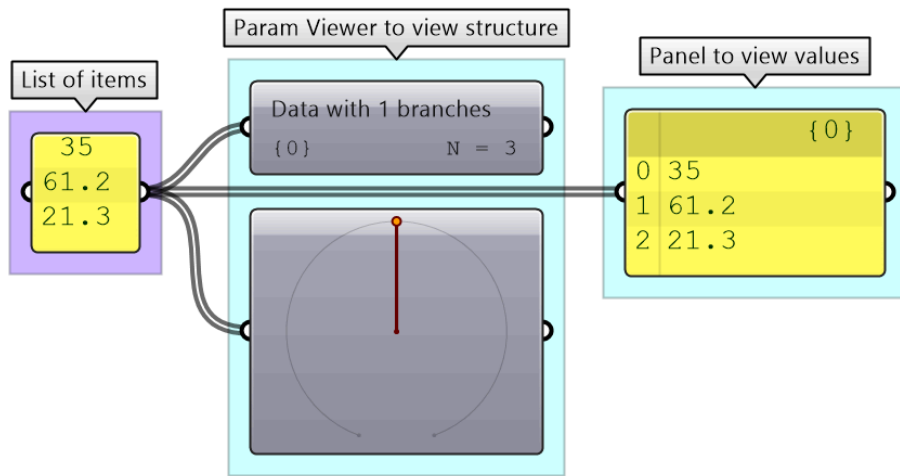 Param Viewer to view structure
List of items
Panel to view values
35
61.2
21.3
Data with 1 branches
{0} N = 3
{0}
0 35
1 61.2
2 21.3